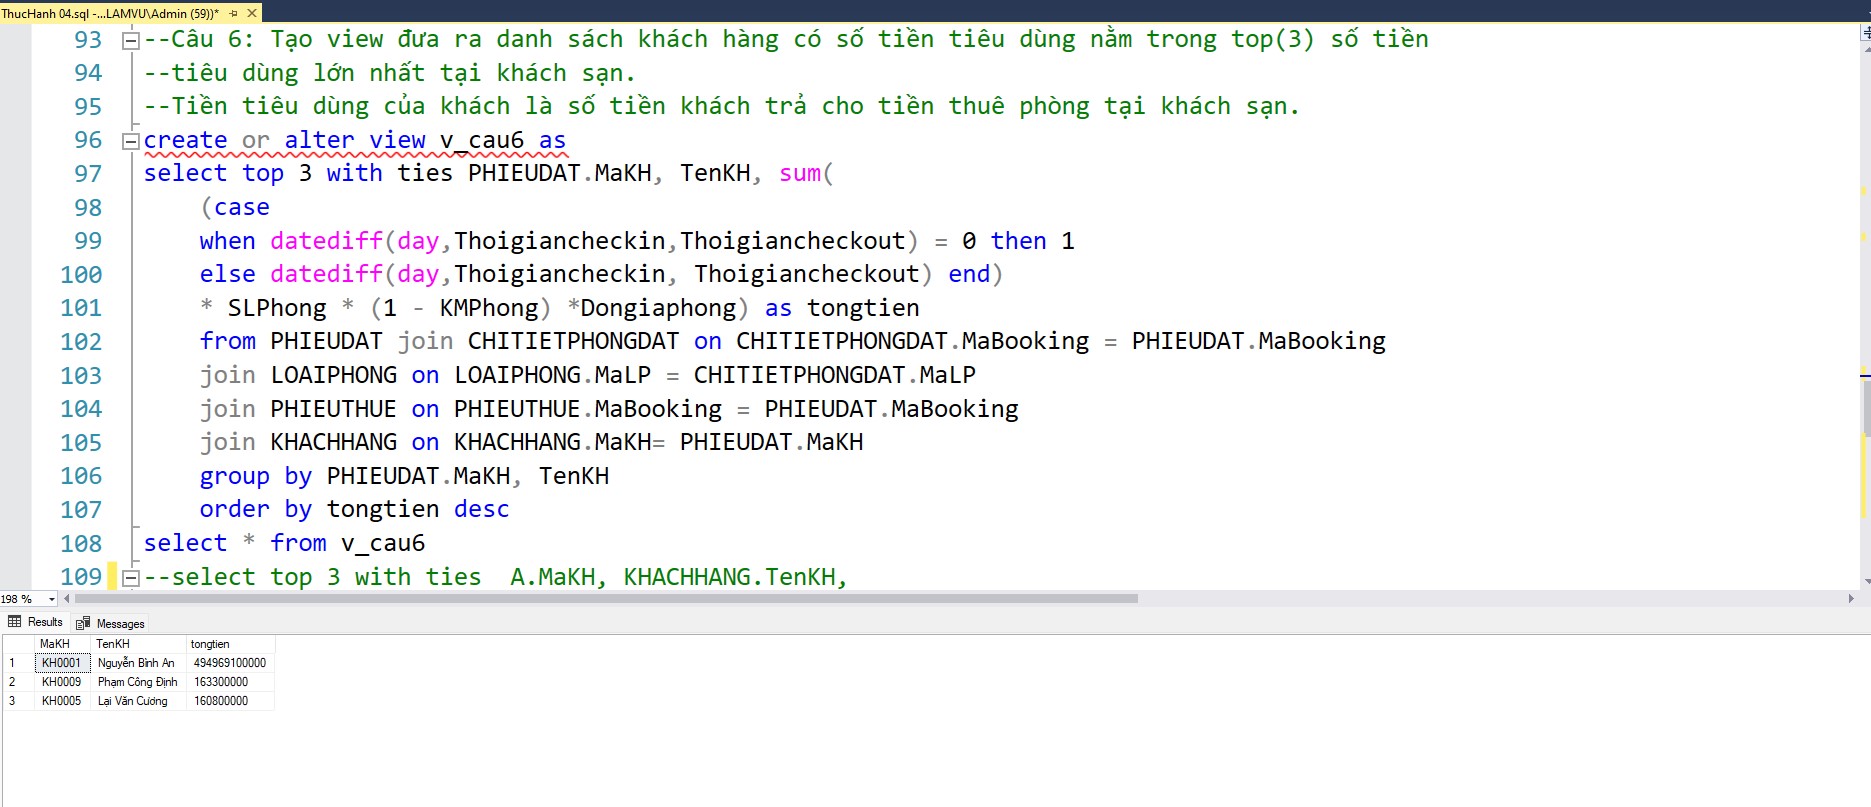 ThucHanh 04.sql -...LAMVU\Admin (59))*
93 --Câu 6: Tạo view đưa ra danh sách khách hàng có số tiền tiêu dùng nằm trong top(3) số tiền
94 --tiêu dùng lớn nhất tại khách sạn.
95 --Tiền tiêu dùng của khách là số tiền khách trả cho tiền thuê phòng tại khách sạn.
96 create or alter view v_cau6 as
97 select top 3 with ties PHIEUDAT.MaKH, TenKH, sum(
98 (case
99 when datediff(day,Thoigiancheckin,Thoigiancheckout) = 0 then 1
100 else datediff(day,Thoigiancheckin, Thoigiancheckout) end)
101 * SLPhong * (1 - KMPhong) *Dongiaphong) as tongtien
102 from PHIEUDAT join CHITIETPHONGDAT on CHITIETPHONGDAT.MaBooking = PHIEUDAT.MaBooking
103 join LOAIPHONG on LOAIPHONG.MaLP = CHITIETPHONGDAT.MaLP
104 join PHIEUTHUE on PHIEUTHUE.MaBooking = PHIEUDAT.MaBooking
105 join KHACHHANG on KHACHHANG.MaKH= PHIEUDAT.MaKH
106 group by PHIEUDAT.MaKH, TenKH
107 order by tongtien desc
108 select * from v_cau6
109 --select top 3 with ties  A.MaKH, KHACHHANG.TenKH,
198 %
Results Messages
MaKH TenKH tongtien
1 KH0001 Nguyễn Bình An 494969100000
2 KH0009 Phạm Công Định 163300000
3 KH0005 Lại Văn Cường 160800000